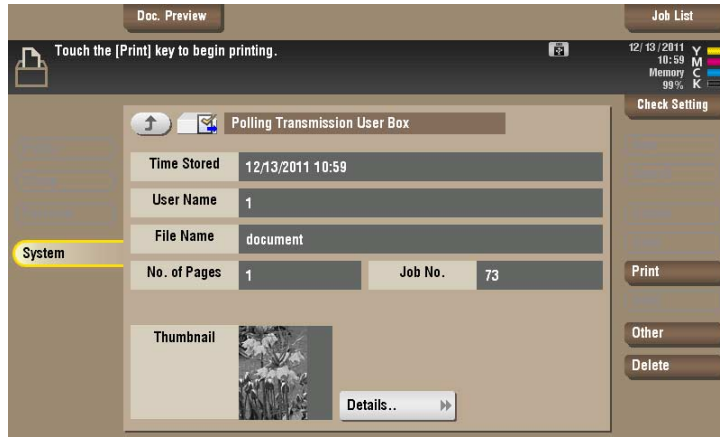 Doc. Preview
Job List
Touch the [Print] key to begin printing.
12/13/2011
10:59
Memory
99%
Y
M
C
K
Check Setting
Polling Transmission User Box
Time Stored 12/13/2011 10:59
User Name 1
File Name document
System
No. of Pages 1 Job No. 73
Print
Thumbnail
Other
Delete
Details..